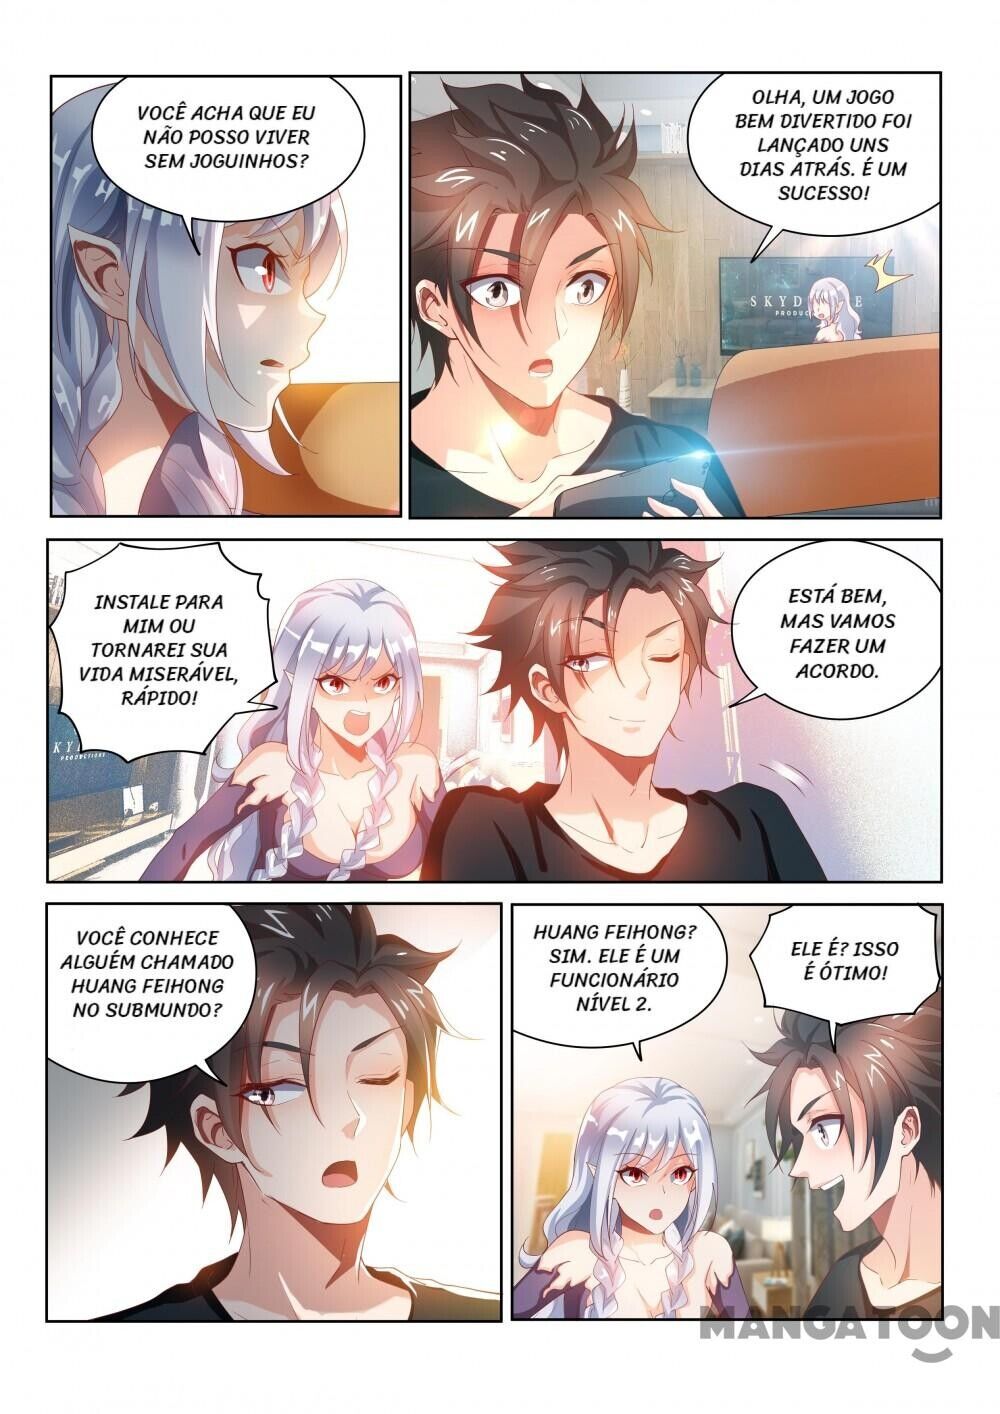 VOCÊ ACHA QUE EU
NÃO POSSO VIVER
SEM JOGUINHOS?
OLHA, UM JOGO
BEM DIVERTIDO FOI
LANÇADO UNS
DIAS ATRÁS. É UM
SUCESSO!
INSTALE PARA
MIM OU
TORNAREI SUA
VIDA MISERÁVEL,
RÁPIDO!
ESTÁ BEM,
MAS VAMOS
FAZER UM
ACORDO.
PRODUCTIONS
VOCÊ CONHECE
ALGUÉM CHAMADO
HUANG FEIHONG
NO SUBMUNDO?
HUANG FEIHONG?
SIM. ELE É UM
FUNCIONÁRIO
NÍVEL 2.
ELE É? ISSO
É ÓTIMO!
MANGATOON